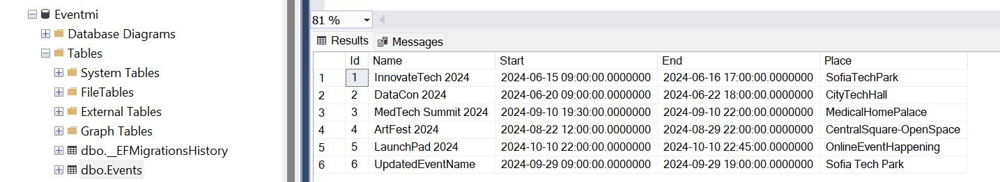 Eventmi
Database Diagrams
Tables
System Tables
FileTables
External Tables
Graph Tables
dbo.__EFMigrationsHistory
dbo.Events
81 %
Results Messages
Id Name Start End Place
1 1 InnovateTech 2024 2024-06-15 09:00:00.0000000 2024-06-16 17:00:00.0000000 SofiaTechPark
2 2 DataCon 2024 2024-06-20 09:00:00.0000000 2024-06-22 18:00:00.0000000 CityTechHall
3 3 MedTech Summit 2024 2024-09-10 19:30:00.0000000 2024-09-10 22:00:00.0000000 MedicalHomePalace
4 4 ArtFest 2024 2024-08-22 12:00:00.0000000 2024-08-29 22:00:00.0000000 CentralSquare-OpenSpace
5 5 LaunchPad 2024 2024-10-10 22:00:00.0000000 2024-10-10 22:45:00.0000000 OnlineEventHappening
6 6 UpdatedEventName 2024-09-29 09:00:00.0000000 2024-09-29 19:00:00.0000000 Sofia Tech Park